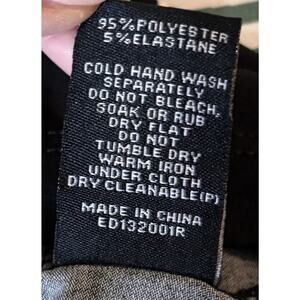 95% POLYESTER
5% ELASTANE
COLD HAND WASH
SEPARATELY
DO NOT BLEACH,
SOAK OR RUB
DRY FLAT
DO NOT
TUMBLE DRY
WARM IRON
UNDER CLOTH
DRY CLEANABLE(P)
MADE IN CHINA
ED132001R